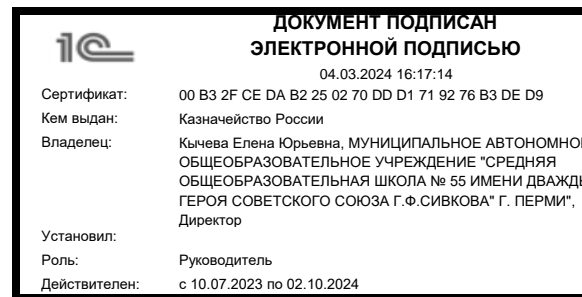 ДОКУМЕНТ ПОДПИСАН
ЭЛЕКТРОННОЙ ПОДПИСЬЮ
1С
04.03.2024 16:17:14
Сертификат: 00 B3 2F CE DA B2 25 02 70 DD D1 71 92 76 B3 DE D9
Кем выдан: Казначейство России
Владелец: Кычева Елена Юрьевна, МУНИЦИПАЛЬНОЕ АВТОНОМНО
ОБЩЕОБРАЗОВАТЕЛЬНОЕ УЧРЕЖДЕНИЕ "СРЕДНЯЯ
ОБЩЕОБРАЗОВАТЕЛЬНАЯ ШКОЛА № 55 ИМЕНИ ДВАЖД
ГЕРОЯ СОВЕТСКОГО СОЮЗА Г.Ф.СИВКОВА" Г. ПЕРМИ",
Директор
Установил:
Роль: Руководитель
Действителен: с 10.07.2023 по 02.10.2024